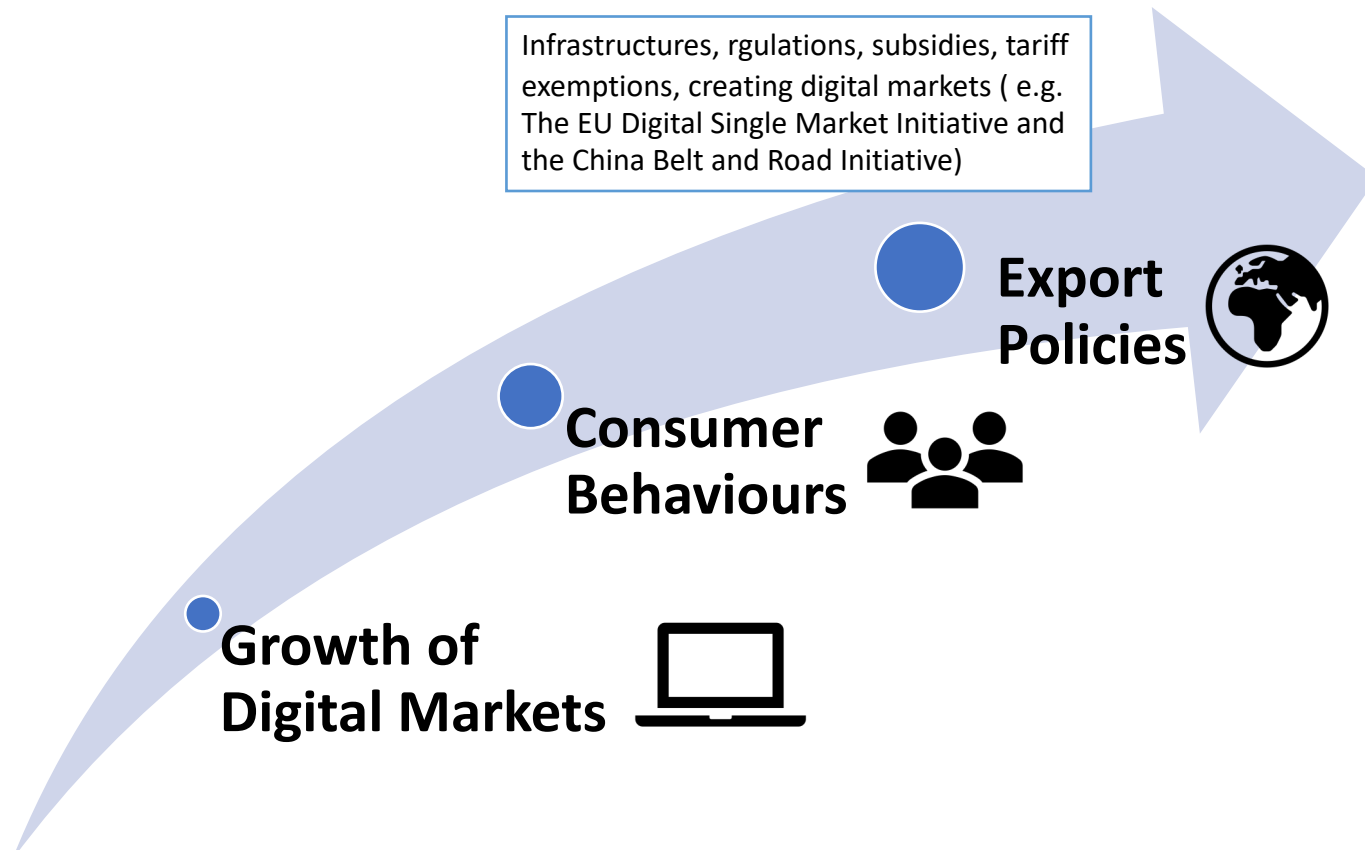 Infrastructures, rgulations, subsidies, tariff
exemptions, creating digital markets ( e.g.
The EU Digital Single Market Initiative and
the China Belt and Road Initiative)
Export
Policies
Consumer
Behaviours
Growth of
Digital Markets